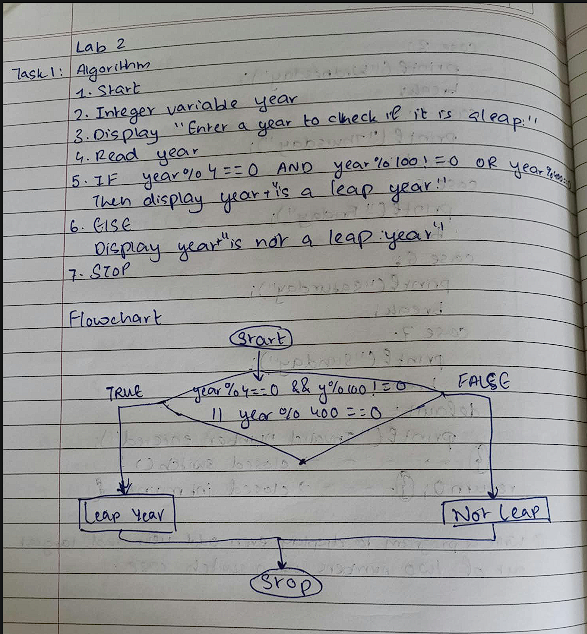 Lab 2
Task 1: Algorithm
1. Start
2. Integer variable year
3. Display "Enter a year to check if it is a leap."
4. Read year
5. IF year%4==0 AND year%100!=0 OR year%400==0
Then display year+"is a leap year."
6. ElSE
Display year+"is not a leap year"
7. STOP
Flowchart
Start
TRUE
year%4==0 && y%100!=0
FALSE
|| year % 400 ==0
Leap Year
Not Leap
Stop